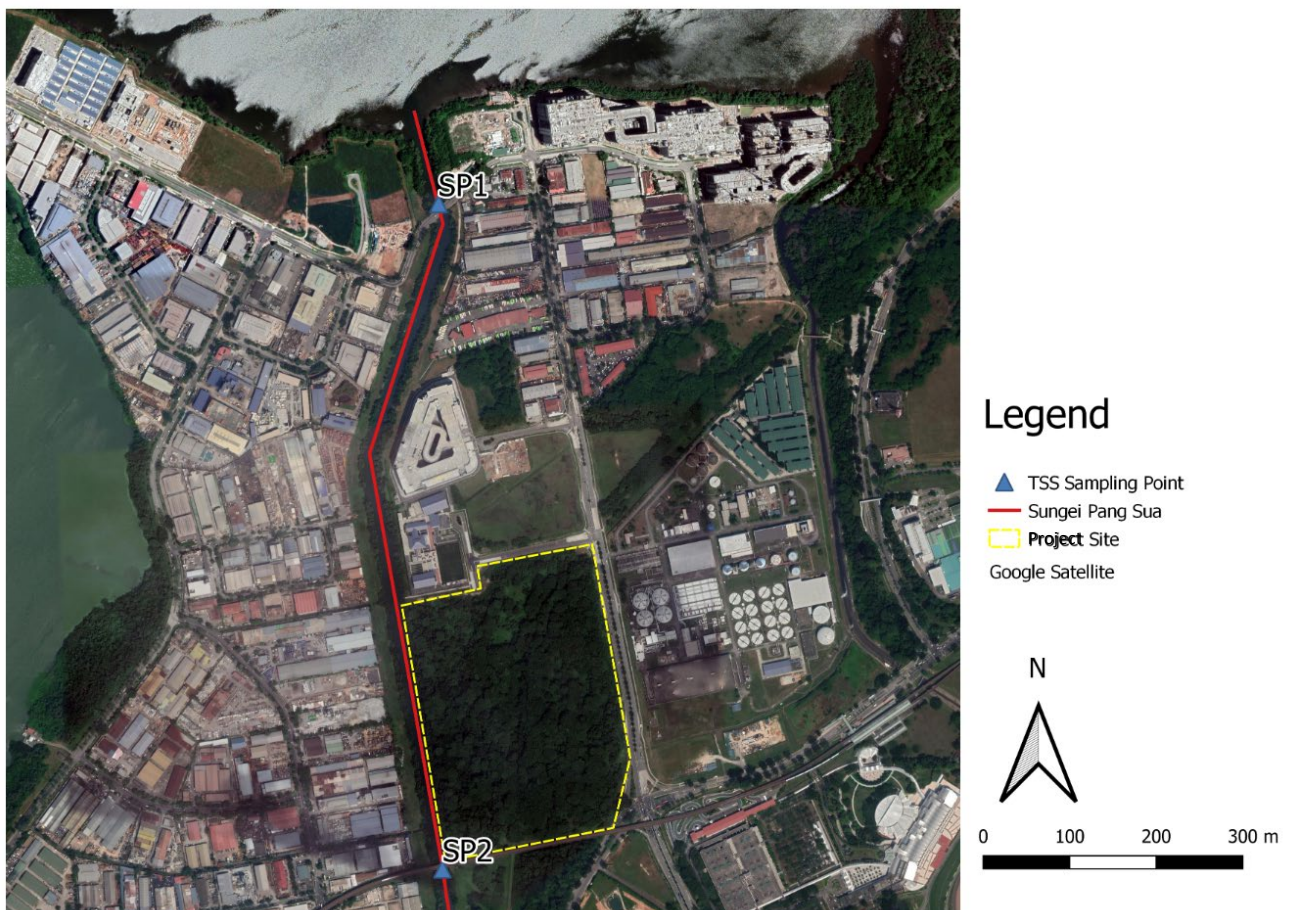 SP1
SP2
Legend
TSS Sampling Point
Sungei Pang Sua
Project Site
Google Satellite
N
0 100 200 300 m